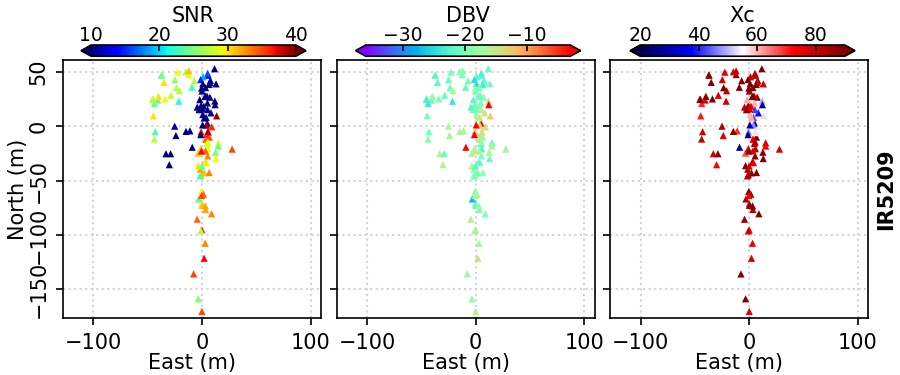 SNR DBV Xc
10 20 30 40 −30 −20 −10 20 40 60 80
50
0
−50
−100
−150
North (m)
IR5209
−100 0 100 −100 0 100 −100 0 100
East (m) East (m) East (m)